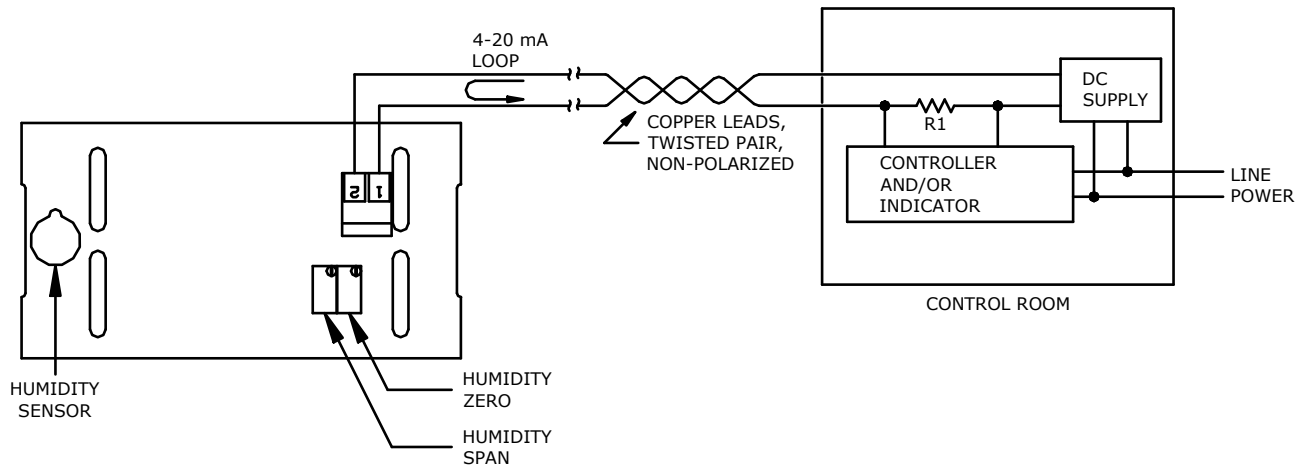 4-20 mA
LOOP
COPPER LEADS,
TWISTED PAIR,
NON-POLARIZED
DC
SUPPLY
R1
CONTROLLER
AND/OR
INDICATOR
LINE
POWER
CONTROL ROOM
2
1
HUMIDITY
SENSOR
HUMIDITY
ZERO
HUMIDITY
SPAN